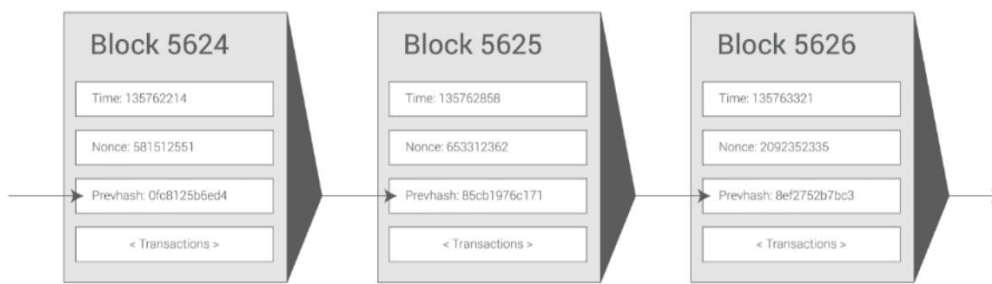 Block 5624
Time: 135762214
Nonce: 581512551
Prevhash: 0fc8125b6ed4
< Transactions >
Block 5625
Time: 135762858
Nonce: 653312362
Prevhash: 85cb1976c171
< Transactions >
Block 5626
Time: 135763321
Nonce: 2092352335
Prevhash: 8ef2752b7bc3
< Transactions >